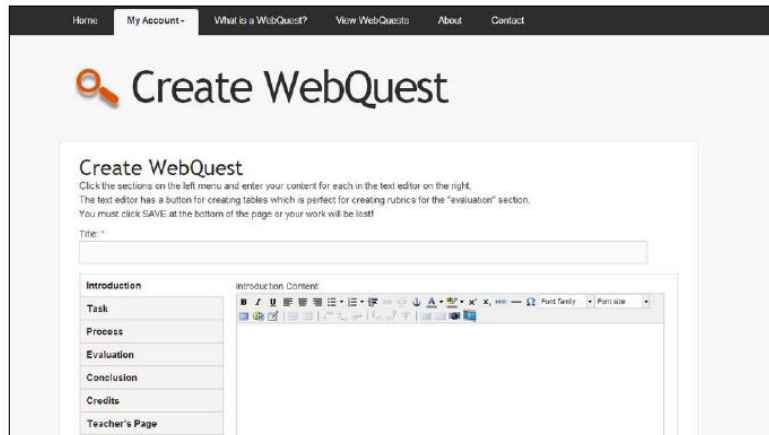 Home My Account What is a WebQuest? View WebQuests About Contact
Create WebQuest
Create WebQuest
Click the sections on the left menu and enter your content for each in the text editor on the right.
The text editor has a button for creating tables which is perfect for creating rubrics for the "evaluation" section.
You must click SAVE at the bottom of the page or your work will be lost!
Title: *
Introduction
Task
Process
Evaluation
Conclusion
Credits
Teacher's Page
Introduction Content:
B I U A x² x₂ HTML — Ω Font family Font size